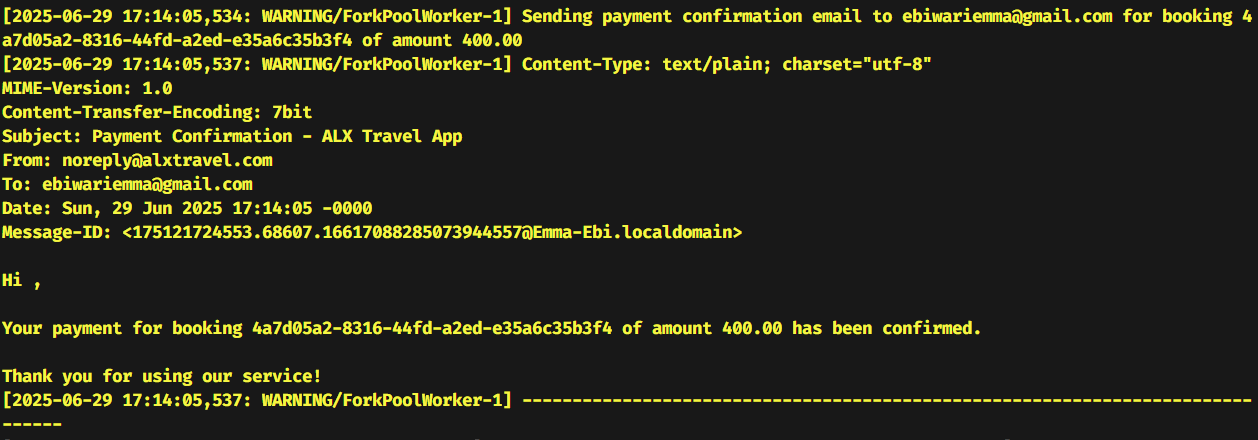 [2025-06-29 17:14:05,534: WARNING/ForkPoolWorker-1] Sending payment confirmation email to ebiwariemma@gmail.com for booking 4
a7d05a2-8316-44fd-a2ed-e35a6c35b3f4 of amount 400.00
[2025-06-29 17:14:05,537: WARNING/ForkPoolWorker-1] Content-Type: text/plain; charset="utf-8"
MIME-Version: 1.0
Content-Transfer-Encoding: 7bit
Subject: Payment Confirmation - ALX Travel App
From: noreply@alxtravel.com
To: ebiwariemma@gmail.com
Date: Sun, 29 Jun 2025 17:14:05 -0000
Message-ID: <175121724553.68607.16617088285073944557@Emma-Ebi.localdomain>

Hi ,

Your payment for booking 4a7d05a2-8316-44fd-a2ed-e35a6c35b3f4 of amount 400.00 has been confirmed.

Thank you for using our service!
[2025-06-29 17:14:05,537: WARNING/ForkPoolWorker-1] -------------------------------------------------------------------------
------